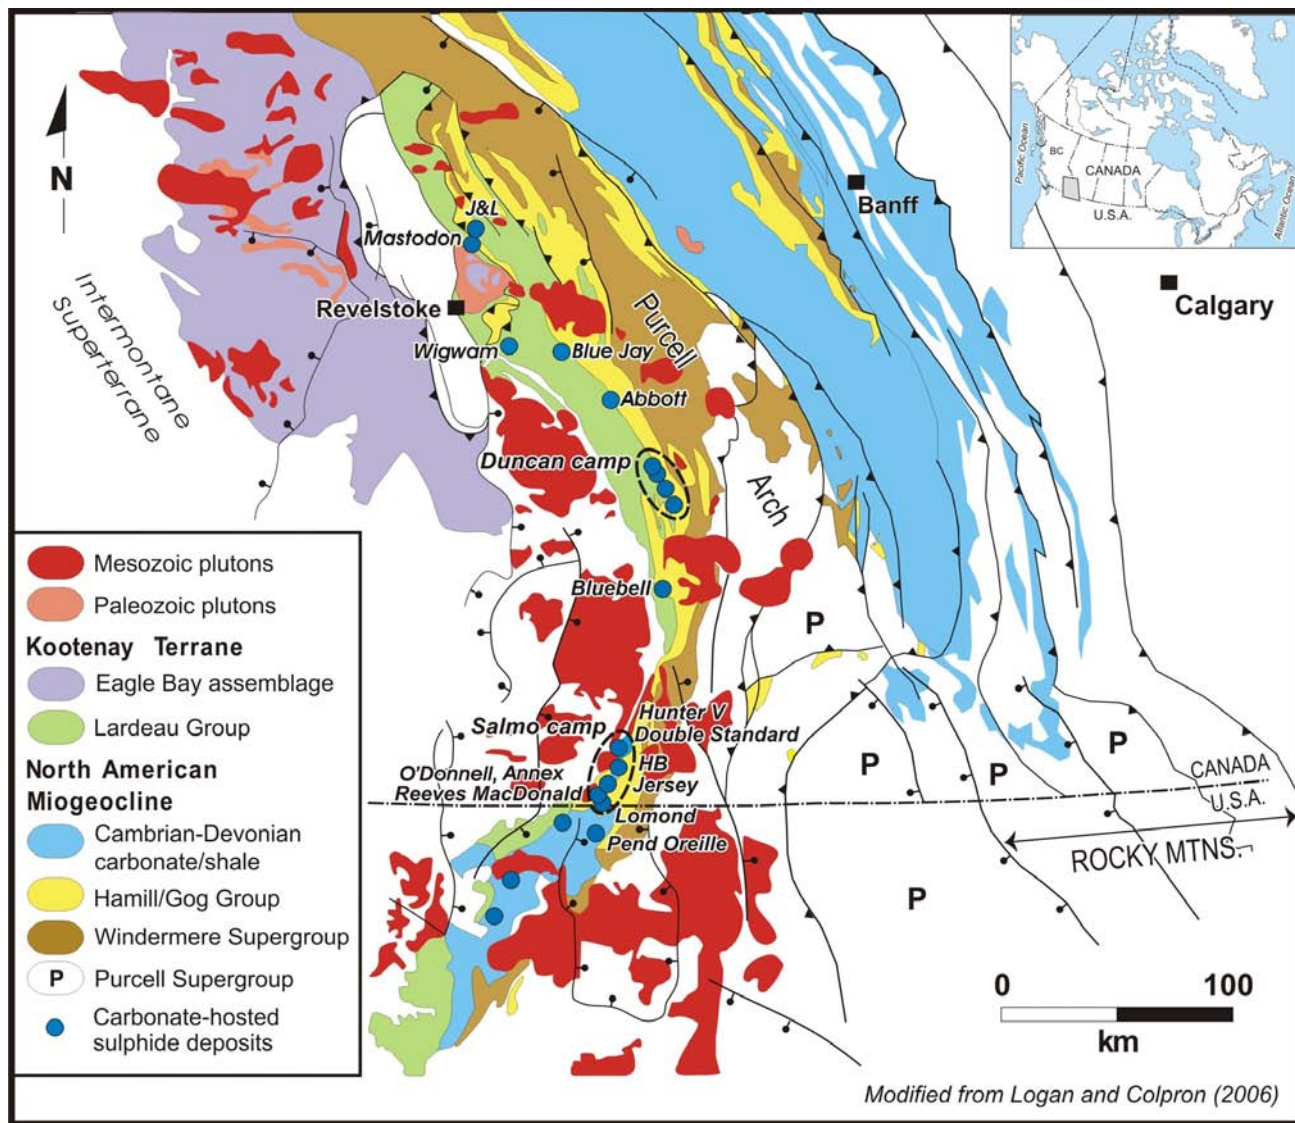 N
Intermontane
Superterrane
J&L
Mastodon
Revelstoke
Wigwam
Blue Jay
Abbott
Purcell
Arch
Duncan camp
Bluebell
Banff
Calgary
Pacific Ocean
BC
CANADA
U.S.A.
Atlantic Ocean
Salmo camp
Hunter V
Double Standard
HB
Jersey
O'Donnell, Annex
Reeves MacDonald
Lomond
Pend Oreille
P
P
P
P
P
CANADA
U.S.A.
ROCKY MTNS.
Mesozoic plutons
Paleozoic plutons
Kootenay Terrane
Eagle Bay assemblage
Lardeau Group
North American
Miogeocline
Cambrian-Devonian
carbonate/shale
Hamill/Gog Group
Windermere Supergroup
P Purcell Supergroup
Carbonate-hosted
sulphide deposits
0 100
km
Modified from Logan and Colpron (2006)